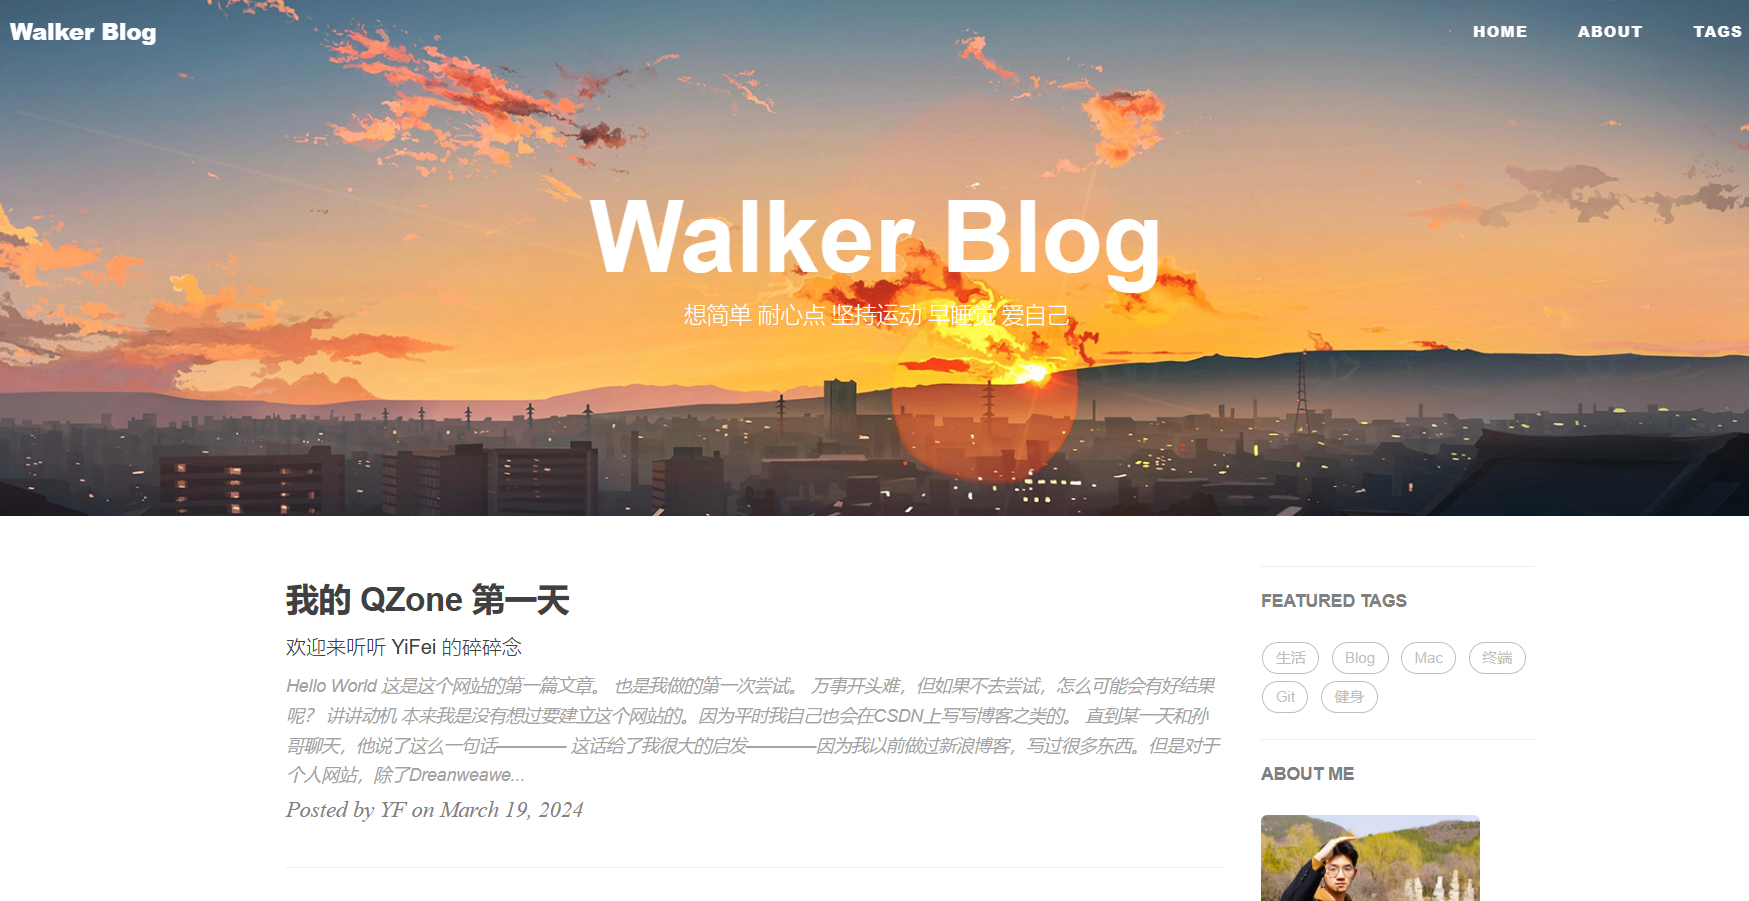 Walker Blog
HOME ABOUT TAGS
Walker Blog
想简单 耐心点 坚持运动 早睡觉 爱自己
我的 QZone 第一天
欢迎来听听 YiFei 的碎碎念
Hello World 这是这个网站的第一篇文章。 也是我做的第一次尝试。 万事开头难，但如果不去尝试，怎么可能会有好结果
呢？ 讲讲动机 本来我是没有想过要建立这个网站的。因为平时我自己也会在CSDN上写写博客之类的。 直到某一天和孙
哥聊天，他说了这么一句话———— 这话给了我很大的启发————因为我以前做过新浪博客，写过很多东西。但是对于
个人网站，除了Dreanweawe...
Posted by YF on March 19, 2024
FEATURED TAGS
生活 Blog Mac 终端
Git 健身
ABOUT ME